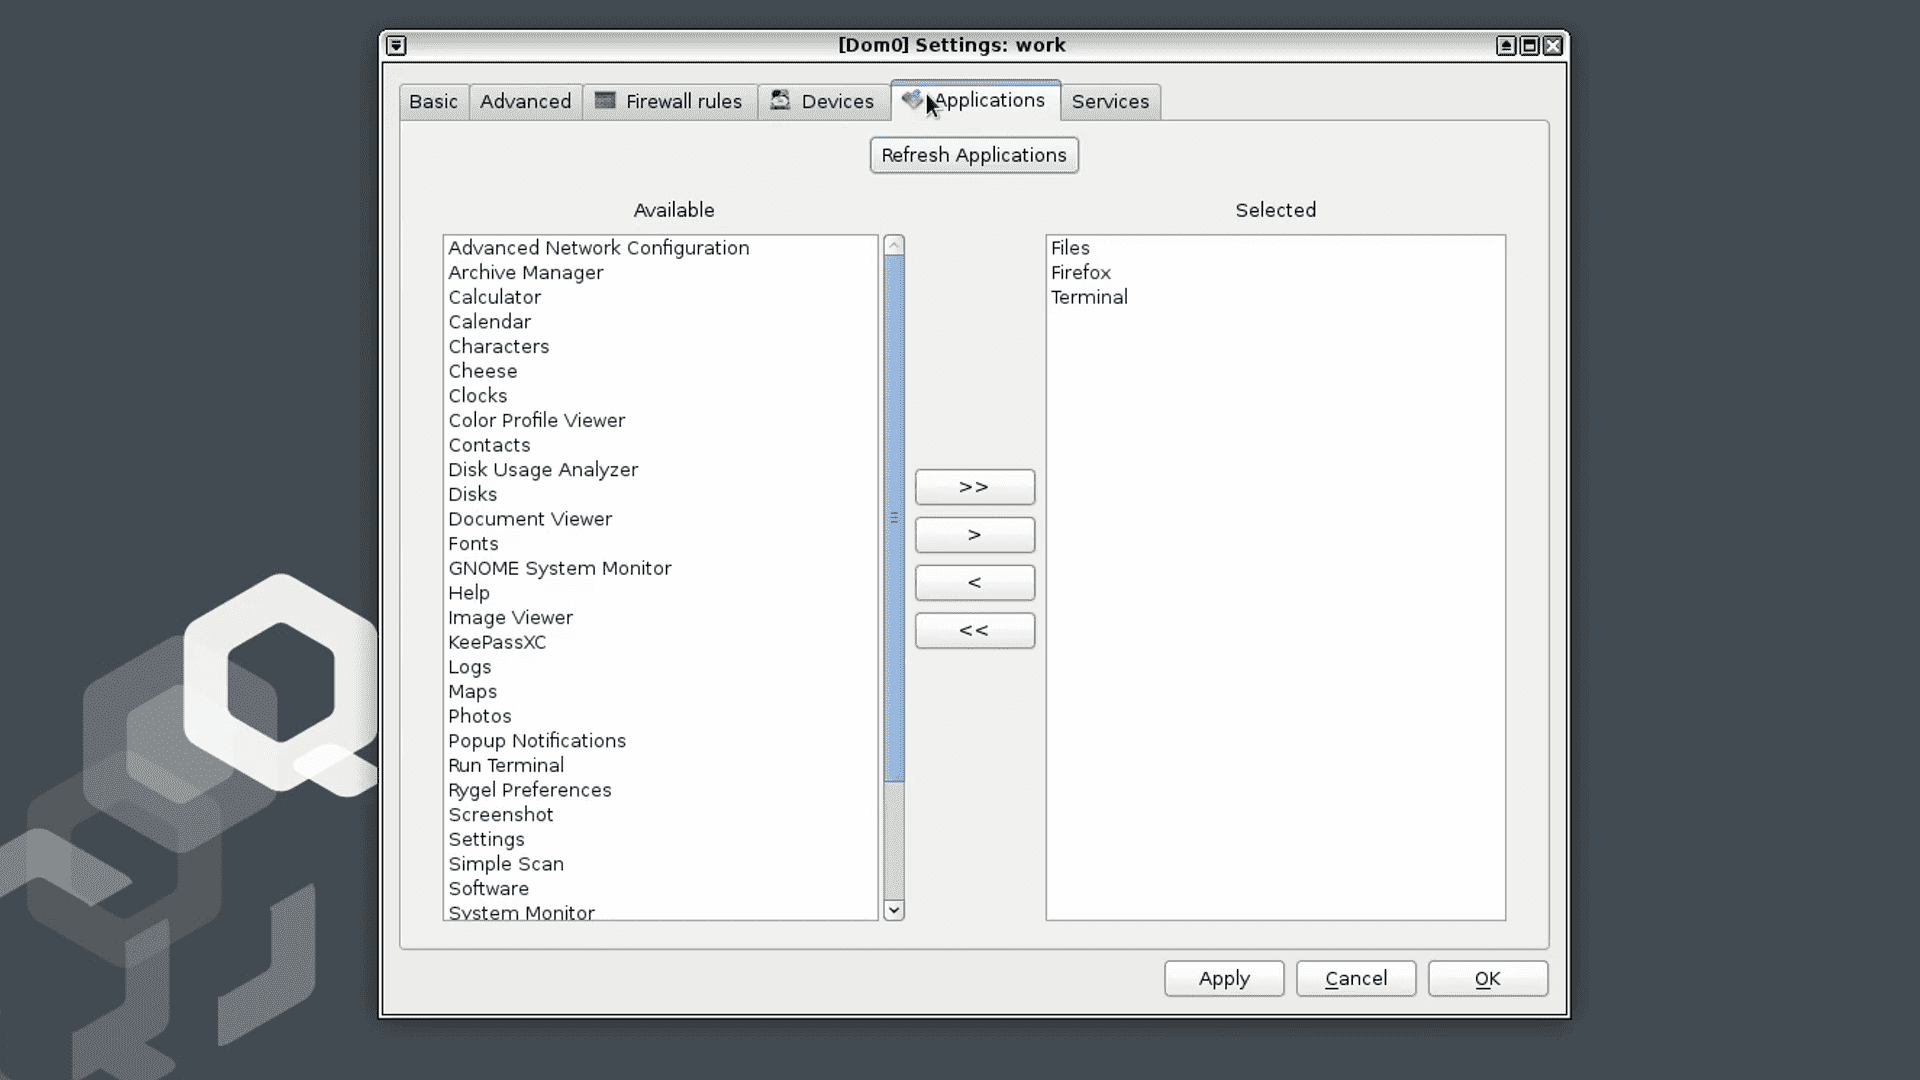 [Dom0] Settings: work
Basic Advanced Firewall rules Devices Applications Services
Refresh Applications
Available
Selected
Advanced Network Configuration
Archive Manager
Calculator
Calendar
Characters
Cheese
Clocks
Color Profile Viewer
Contacts
Disk Usage Analyzer
Disks
Document Viewer
Fonts
GNOME System Monitor
Help
Image Viewer
KeePassXC
Logs
Maps
Photos
Popup Notifications
Run Terminal
Rygel Preferences
Screenshot
Settings
Simple Scan
Software
System Monitor
>>
>
<
<<
Files
Firefox
Terminal
Apply Cancel OK